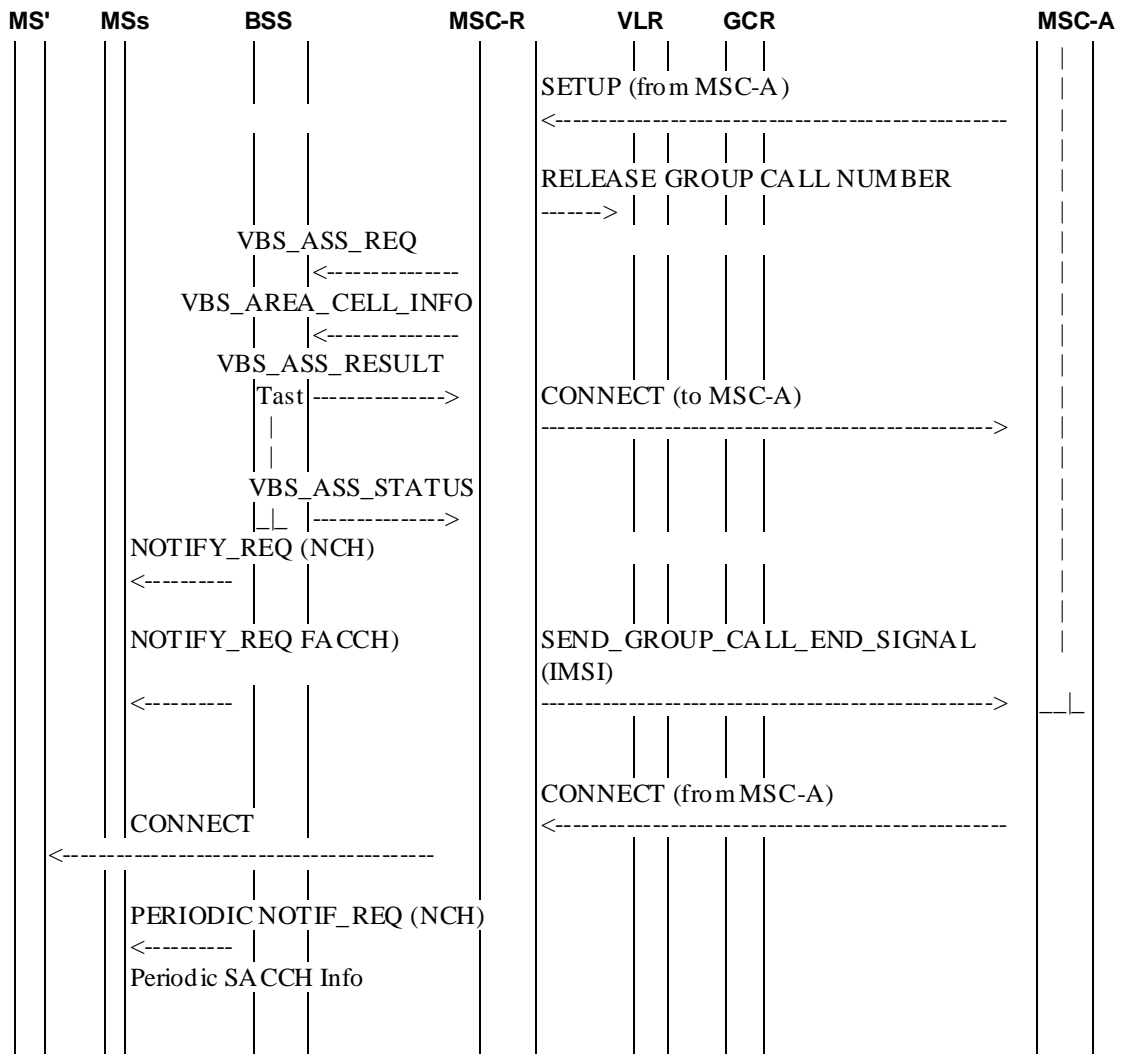 MS' MSs BSS MSC-R VLR GCR MSC-A
SETUP (from MSC-A)
RELEASE GROUP CALL NUMBER
VBS_ASS_REQ
VBS_AREA_CELL_INFO
VBS_ASS_RESULT
Tast CONNECT (to MSC-A)
VBS_ASS_STATUS
NOTIFY_REQ (NCH)
NOTIFY_REQ FACCH) SEND_GROUP_CALL_END_SIGNAL
(IMSI)
CONNECT (from MSC-A)
CONNECT
PERIODIC NOTIF_REQ (NCH)
Periodic SACCH Info